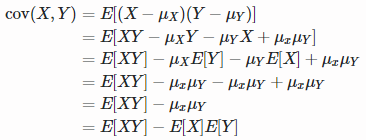 cov(X, Y) = E[(X − μ_X)(Y − μ_Y)]
= E[XY − μ_X Y − μ_Y X + μ_x μ_Y]
= E[XY] − μ_X E[Y] − μ_Y E[X] + μ_x μ_Y
= E[XY] − μ_x μ_Y − μ_x μ_Y + μ_x μ_Y
= E[XY] − μ_x μ_Y
= E[XY] − E[X]E[Y]